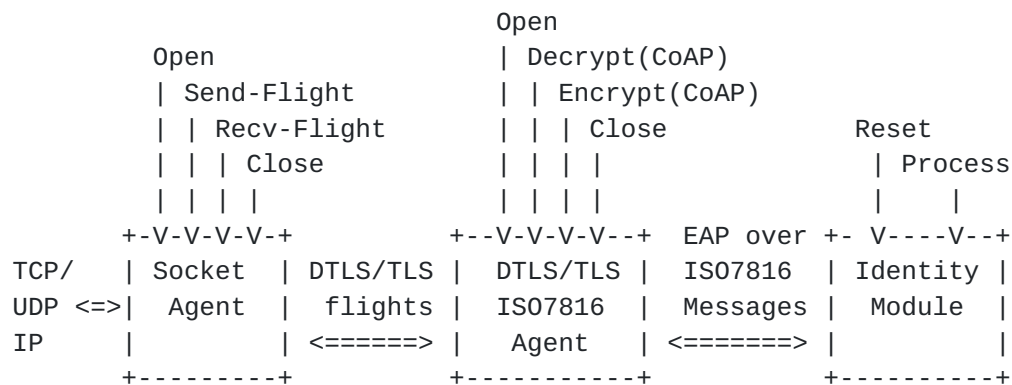 Open
         Open                  | Decrypt(CoAP)
         | Send-Flight         | | Encrypt(CoAP)
         | | Recv-Flight       | | | Close            Reset
         | | | Close           | | | |                 | Process
         | | | |               | | | |                 |    |
       +-V-V-V-V-+          +--V-V-V-V--+  EAP over +- V----V--+
TCP/   | Socket  | DTLS/TLS |  DTLS/TLS |  ISO7816  | Identity |
UDP <=>|  Agent  |  flights |  ISO7816  |  Messages |  Module  |
IP     |         | <======> |   Agent   | <=======> |          |
       +---------+          +-----------+           +----------+